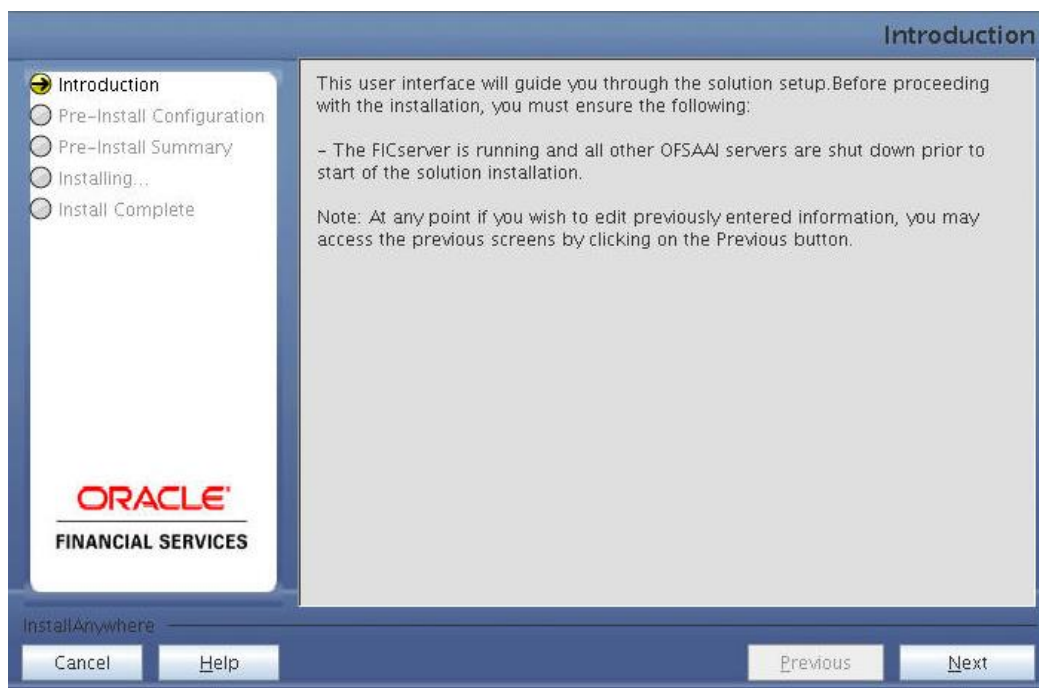 Introduction
Introduction
Pre-Install Configuration
Pre-Install Summary
Installing...
Install Complete
This user interface will guide you through the solution setup.Before proceeding
with the installation, you must ensure the following:
- The FICserver is running and all other OFSAAI servers are shut down prior to
start of the solution installation.
Note: At any point if you wish to edit previously entered information, you may
access the previous screens by clicking on the Previous button.
ORACLE
FINANCIAL SERVICES
InstallAnywhere
Cancel
Help
Previous
Next